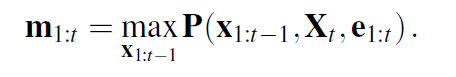 m₁:ₜ = max P(x₁:ₜ₋₁, Xₜ, e₁:ₜ).
x₁:ₜ₋₁